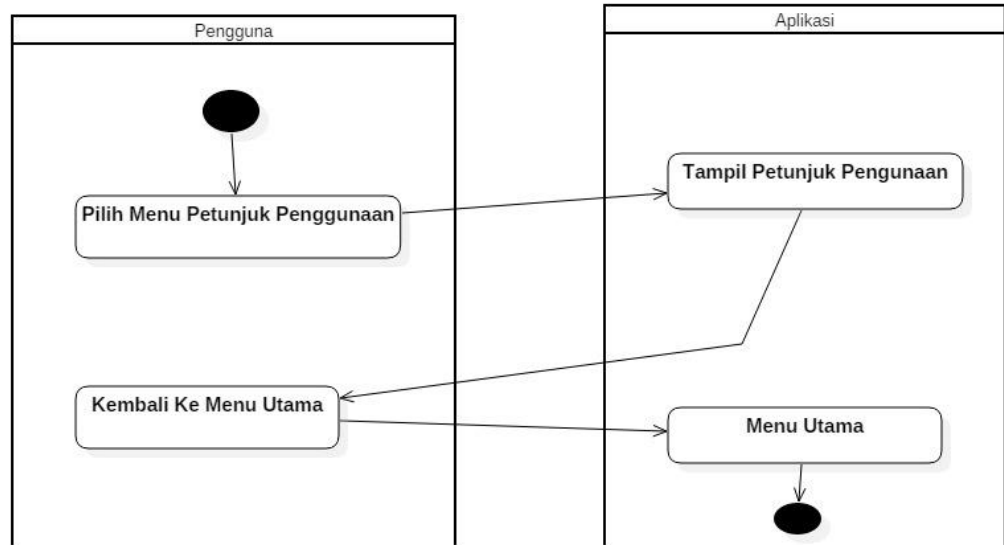 Pengguna
Aplikasi
Pilih Menu Petunjuk Penggunaan
Tampil Petunjuk Pengunaan
Kembali Ke Menu Utama
Menu Utama